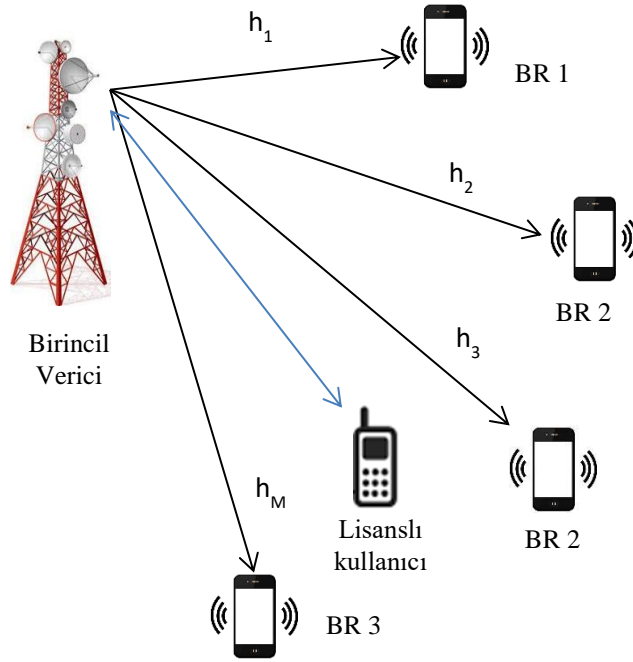 h1
BR 1
h2
BR 2
Birincil
Verici
h3
BR 2
hM
Lisanslı
kullanıcı
BR 3